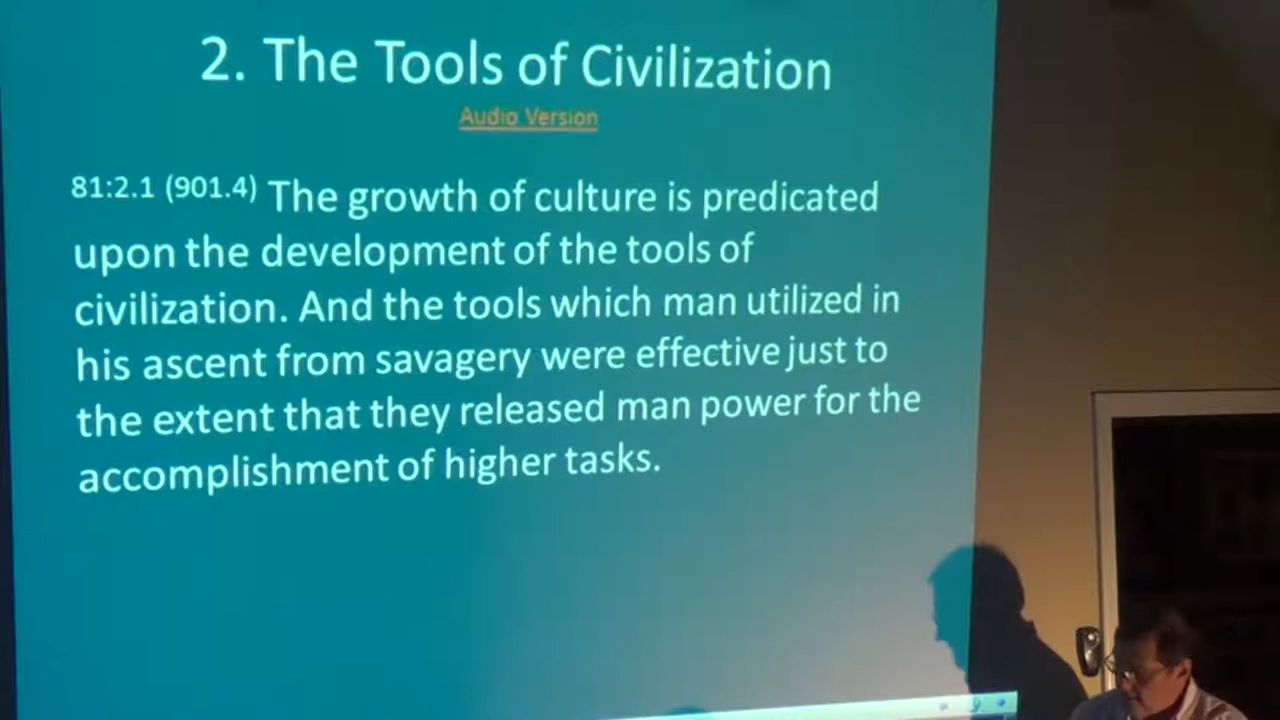 2. The Tools of Civilization
Audio Version
81:2.1 (901.4) The growth of culture is predicated
upon the development of the tools of
civilization. And the tools which man utilized in
his ascent from savagery were effective just to
the extent that they released man power for the
accomplishment of higher tasks.